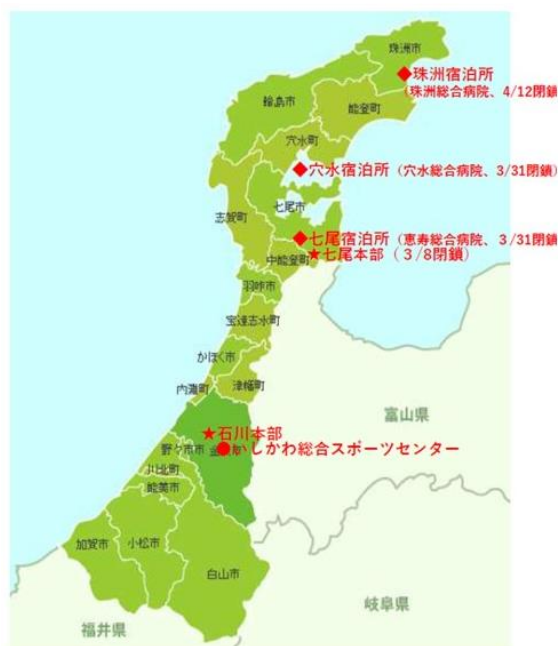 珠洲市
◆珠洲宿泊所
(珠洲総合病院、4/12閉鎖
輪島市
能登町
穴水町
◆穴水宿泊所(穴水総合病院、3/31閉鎖)
七尾市
志賀町
◆七尾宿泊所(恵寿総合病院、3/31閉鎖
★七尾本部(3/8閉鎖)
中能登町
羽咋市
宝達志水町
かほく市
内灘町
津幡町
富山県
★石川本部
野々市市
●いしかわ総合スポーツセンター
川北町
能美市
加賀市
小松市
白山市
岐阜県
福井県